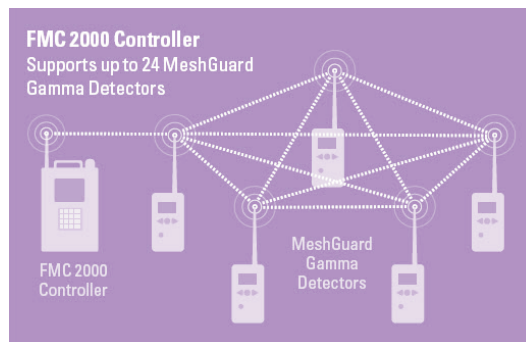 FMC 2000 Controller
Supports up to 24 MeshGuard
Gamma Detectors
FMC 2000
Controller
MeshGuard
Gamma
Detectors